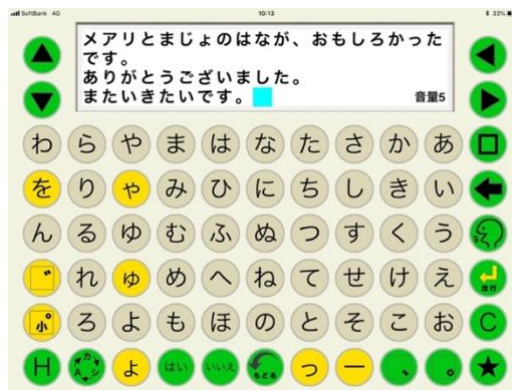 SoftBank 4G 10:13 33%
メアリとまじょのはなが、おもしろかった
です。
ありがとうございました。
またいきたいです。 音量5
わ ら や ま は な た さ か あ
を り ゃ み ひ に ち し き い
ん る ゆ む ふ ぬ つ す く う
゛ れ ゅ め へ ね て せ け え 改行
小 ゜ ろ よ も ほ の と そ こ お C
H カ A シ ょ はい いいえ もどる っ ー 、 。 ★